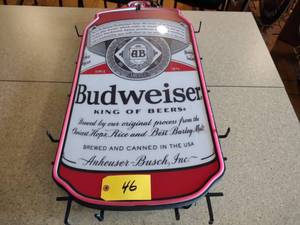 AB
Budweiser
KING OF BEERS
Brewed by our original process from the
Choicest Hops, Rice and Best Barley Malt
BREWED AND CANNED IN THE USA
Anheuser-Busch, Inc.
46